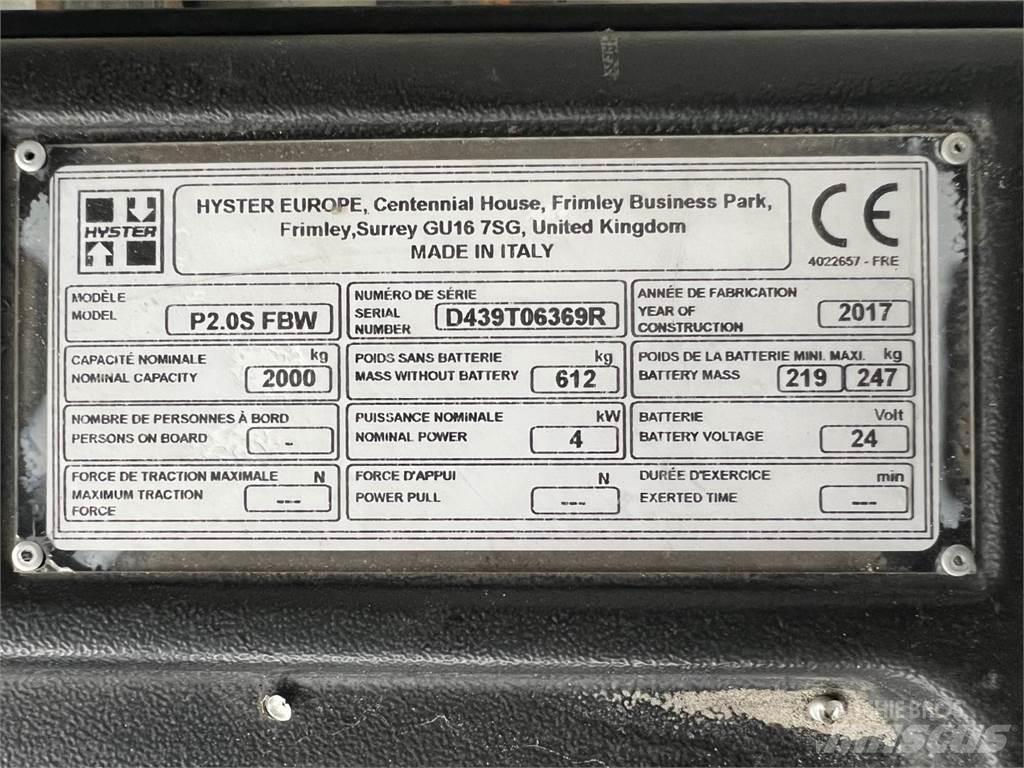 HYSTER
HYSTER EUROPE, Centennial House, Frimley Business Park,
Frimley,Surrey GU16 7SG, United Kingdom
MADE IN ITALY
CE
4022657 - FRE
MODÈLE
MODEL
P2.0S FBW
NUMÉRO DE SÉRIE
SERIAL
NUMBER
D439T06369R
ANNÉE DE FABRICATION
YEAR OF
CONSTRUCTION
2017
CAPACITÉ NOMINALE kg
NOMINAL CAPACITY 2000
POIDS SANS BATTERIE kg
MASS WITHOUT BATTERY 612
POIDS DE LA BATTERIE MINI. MAXI. kg
BATTERY MASS 219 247
NOMBRE DE PERSONNES À BORD
PERSONS ON BOARD -
PUISSANCE NOMINALE kW
NOMINAL POWER 4
BATTERIE Volt
BATTERY VOLTAGE 24
FORCE DE TRACTION MAXIMALE N
MAXIMUM TRACTION
FORCE
---
FORCE D'APPUI N
POWER PULL ---
DURÉE D'EXERCICE min
EXERTED TIME ---